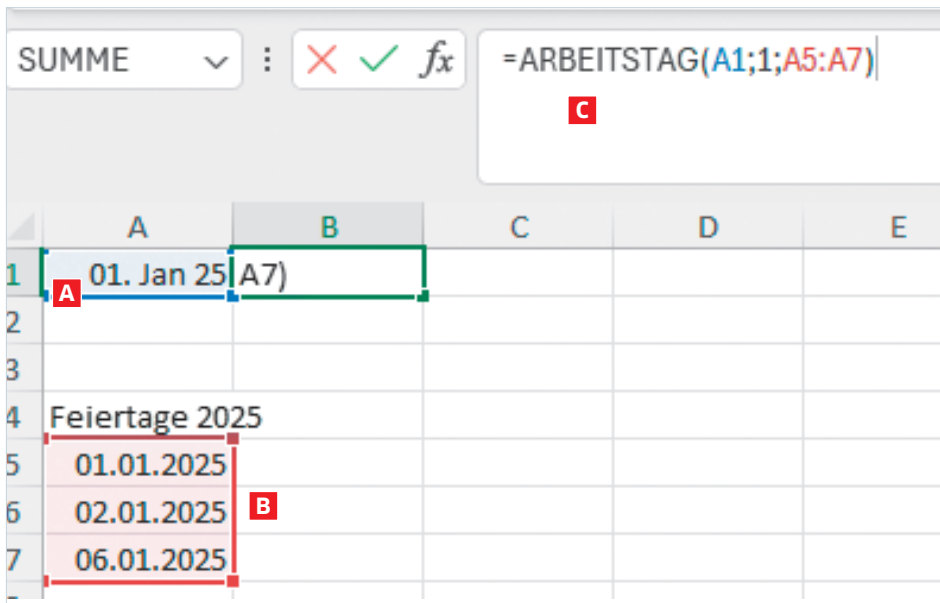 SUMME
fx
=ARBEITSTAG(A1;1;A5:A7)
C
A B C D E
1 01. Jan 25 A7)
A
2
3
4 Feiertage 2025
5 01.01.2025
6 02.01.2025
B
7 06.01.2025